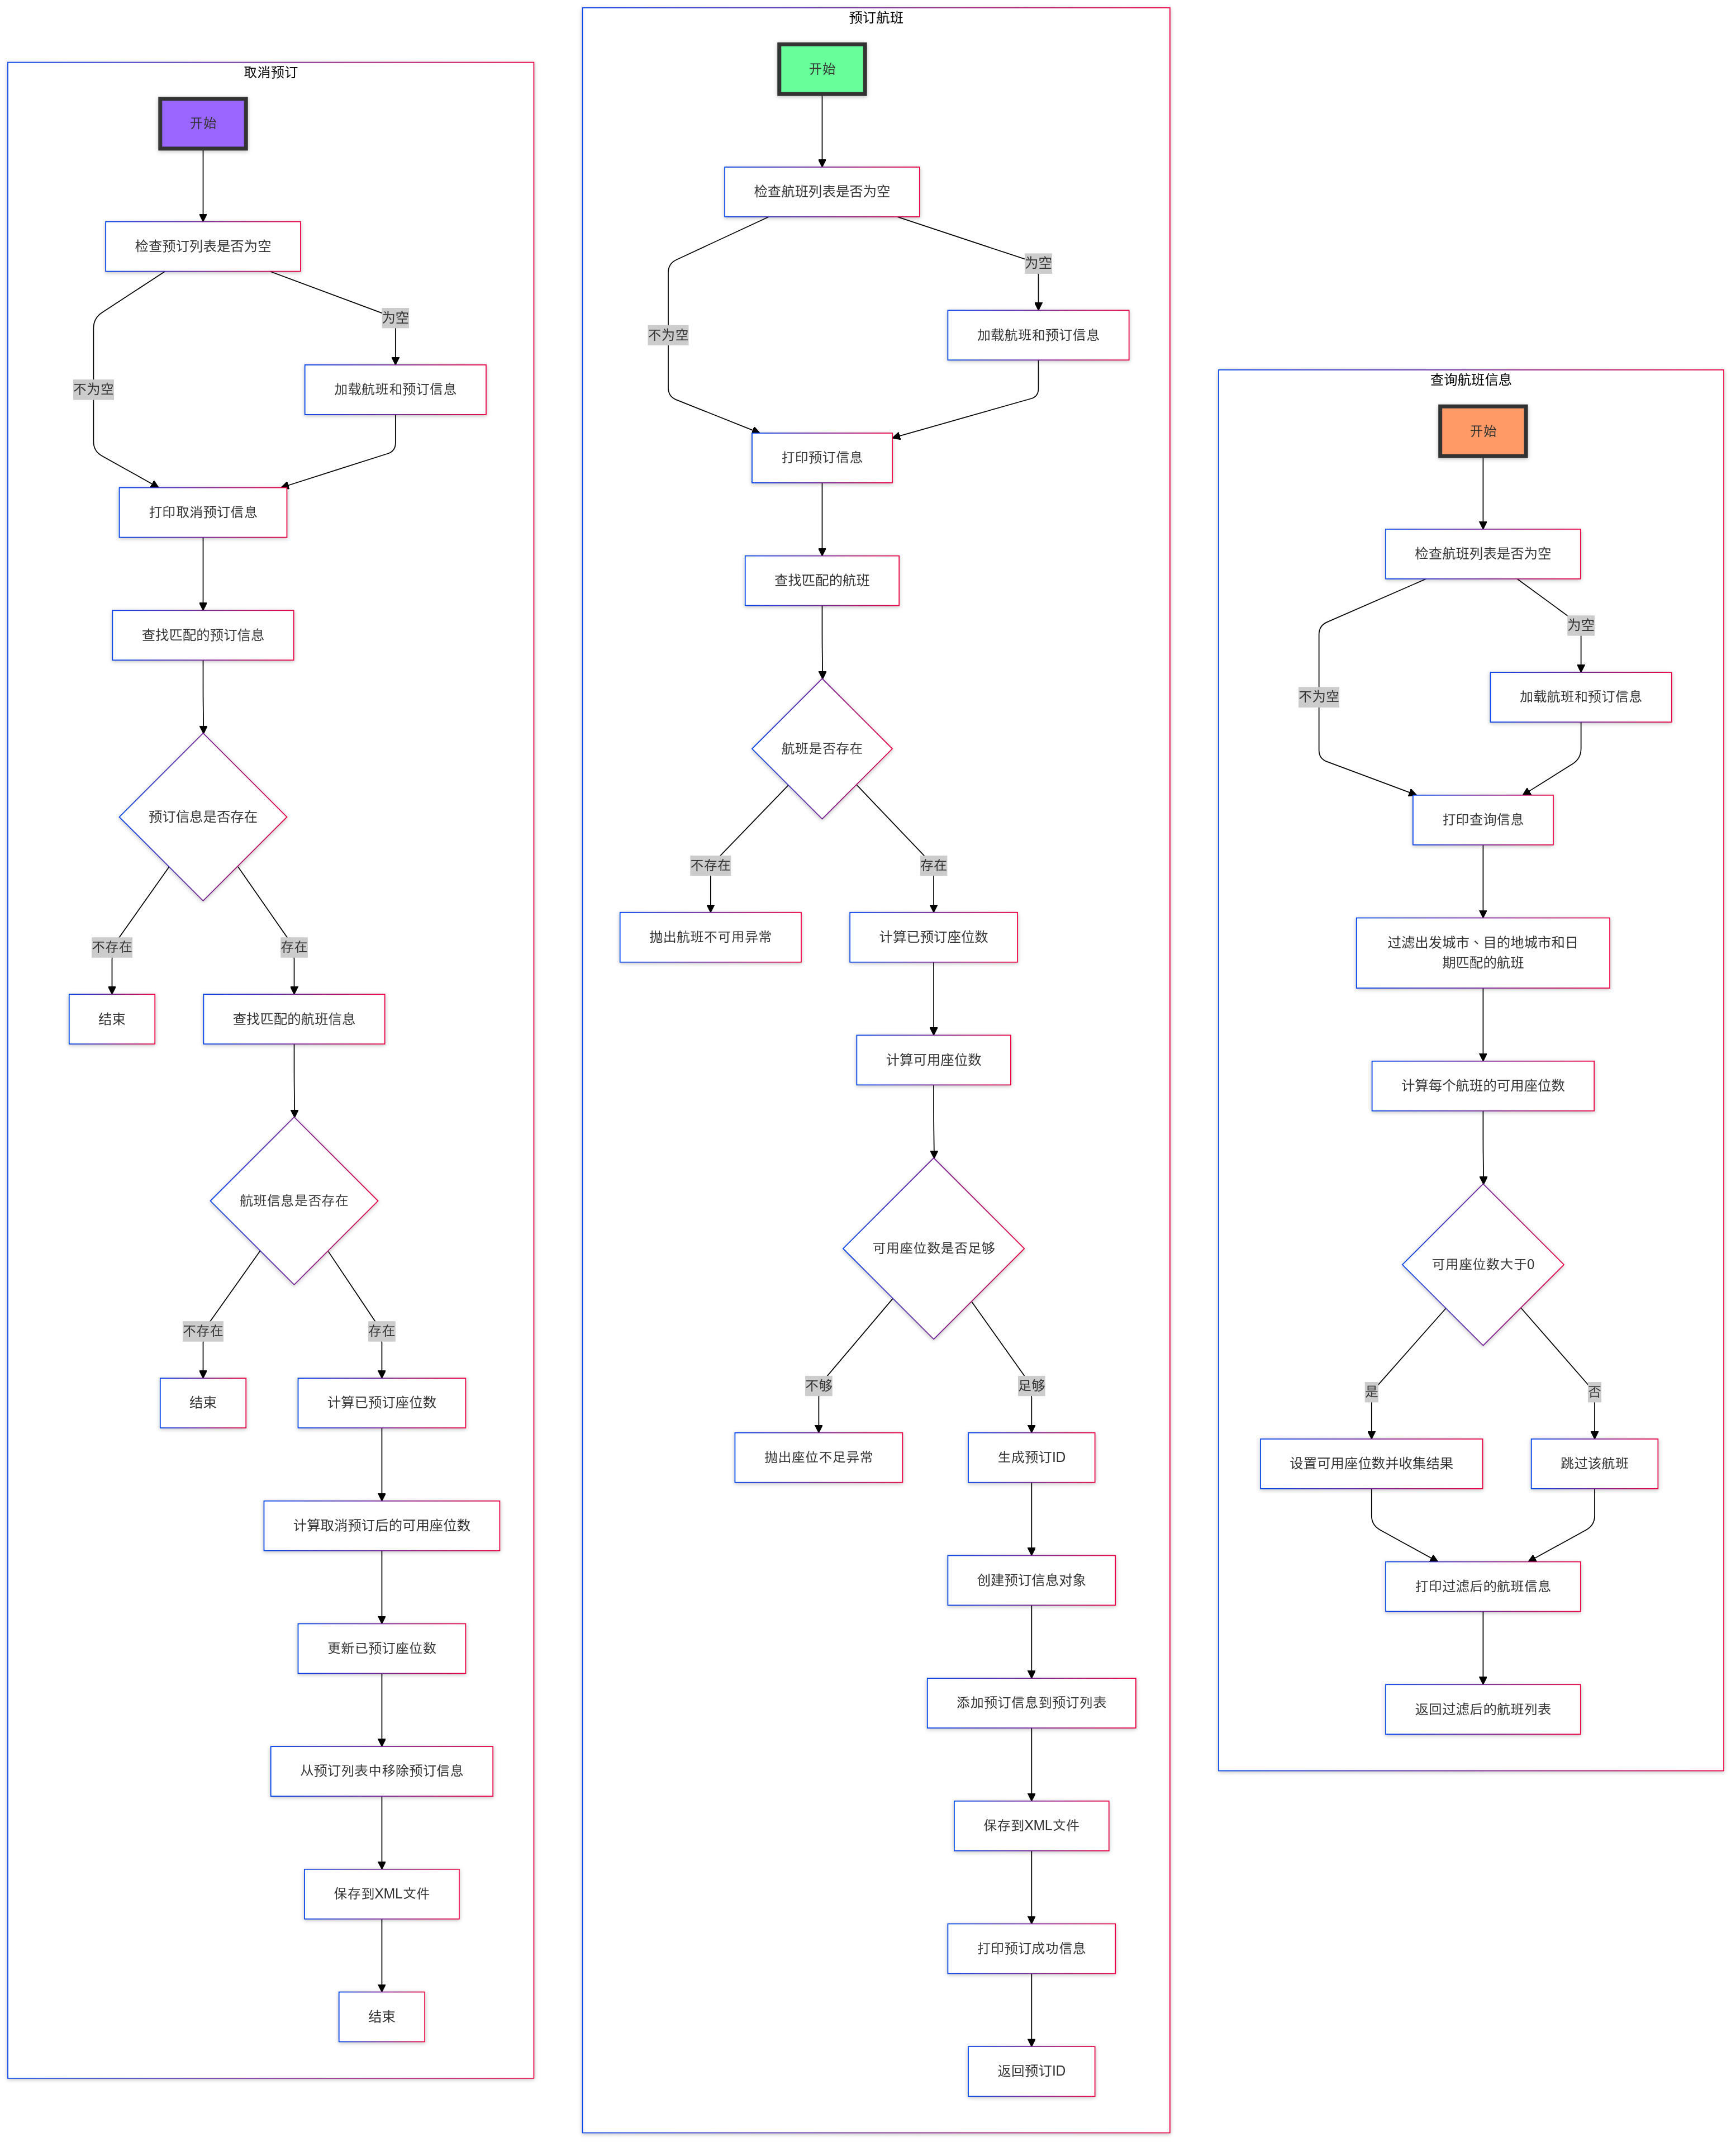 取消预订
开始
检查预订列表是否为空
为空
不为空
加载航班和预订信息
打印取消预订信息
查找匹配的预订信息
预订信息是否存在
不存在
存在
结束
查找匹配的航班信息
航班信息是否存在
不存在
存在
结束
计算已预订座位数
计算取消预订后的可用座位数
更新已预订座位数
从预订列表中移除预订信息
保存到XML文件
结束
预订航班
开始
检查航班列表是否为空
为空
不为空
加载航班和预订信息
打印预订信息
查找匹配的航班
航班是否存在
不存在
存在
抛出航班不可用异常
计算已预订座位数
计算可用座位数
可用座位数是否足够
不够
足够
抛出座位不足异常
生成预订ID
创建预订信息对象
添加预订信息到预订列表
保存到XML文件
打印预订成功信息
返回预订ID
查询航班信息
开始
检查航班列表是否为空
为空
不为空
加载航班和预订信息
打印查询信息
过滤出发城市、目的地城市和日
期匹配的航班
计算每个航班的可用座位数
可用座位数大于0
是
否
设置可用座位数并收集结果
跳过该航班
打印过滤后的航班信息
返回过滤后的航班列表